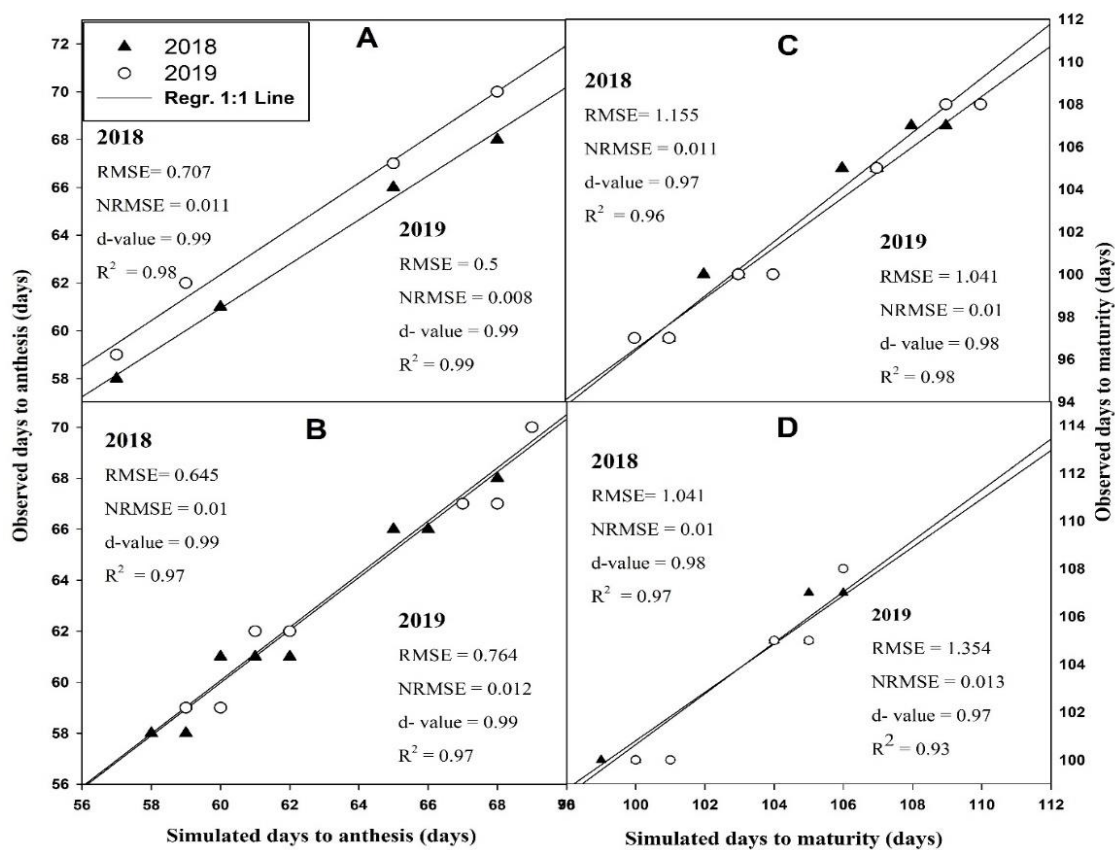 2018
2019
Regr. 1:1 Line
A
2018
RMSE= 0.707
NRMSE = 0.011
d-value = 0.99
R² = 0.98
2019
RMSE = 0.5
NRMSE = 0.008
d- value = 0.99
R² = 0.99
72
70
68
66
64
62
60
58
Observed days to anthesis (days)
C
2018
RMSE= 1.155
NRMSE = 0.011
d-value = 0.97
R² = 0.96
2019
RMSE = 1.041
NRMSE = 0.01
d- value = 0.98
R² = 0.98
112
110
108
106
104
102
100
98
96
94
Observed days to maturity (days)
B
2018
RMSE= 0.645
NRMSE = 0.01
d-value = 0.99
R² = 0.97
2019
RMSE = 0.764
NRMSE = 0.012
d- value = 0.99
R² = 0.97
70
68
66
64
62
60
58
56
56 58 60 62 64 66 68
Simulated days to anthesis (days)
D
2018
RMSE= 1.041
NRMSE = 0.01
d-value = 0.98
R² = 0.97
2019
RMSE = 1.354
NRMSE = 0.013
d- value = 0.97
R² = 0.93
114
112
110
108
106
104
102
100
100 102 104 106 108 110 112
Simulated days to maturity (days)